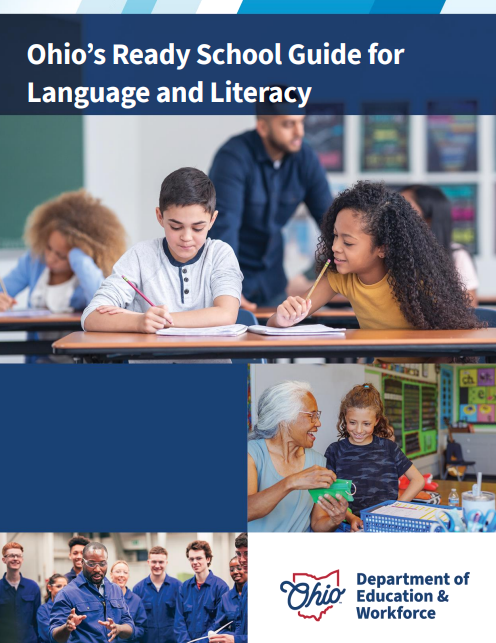 Ohio's Ready School Guide for
Language and Literacy
Ohio
Department of
Education &
Workforce